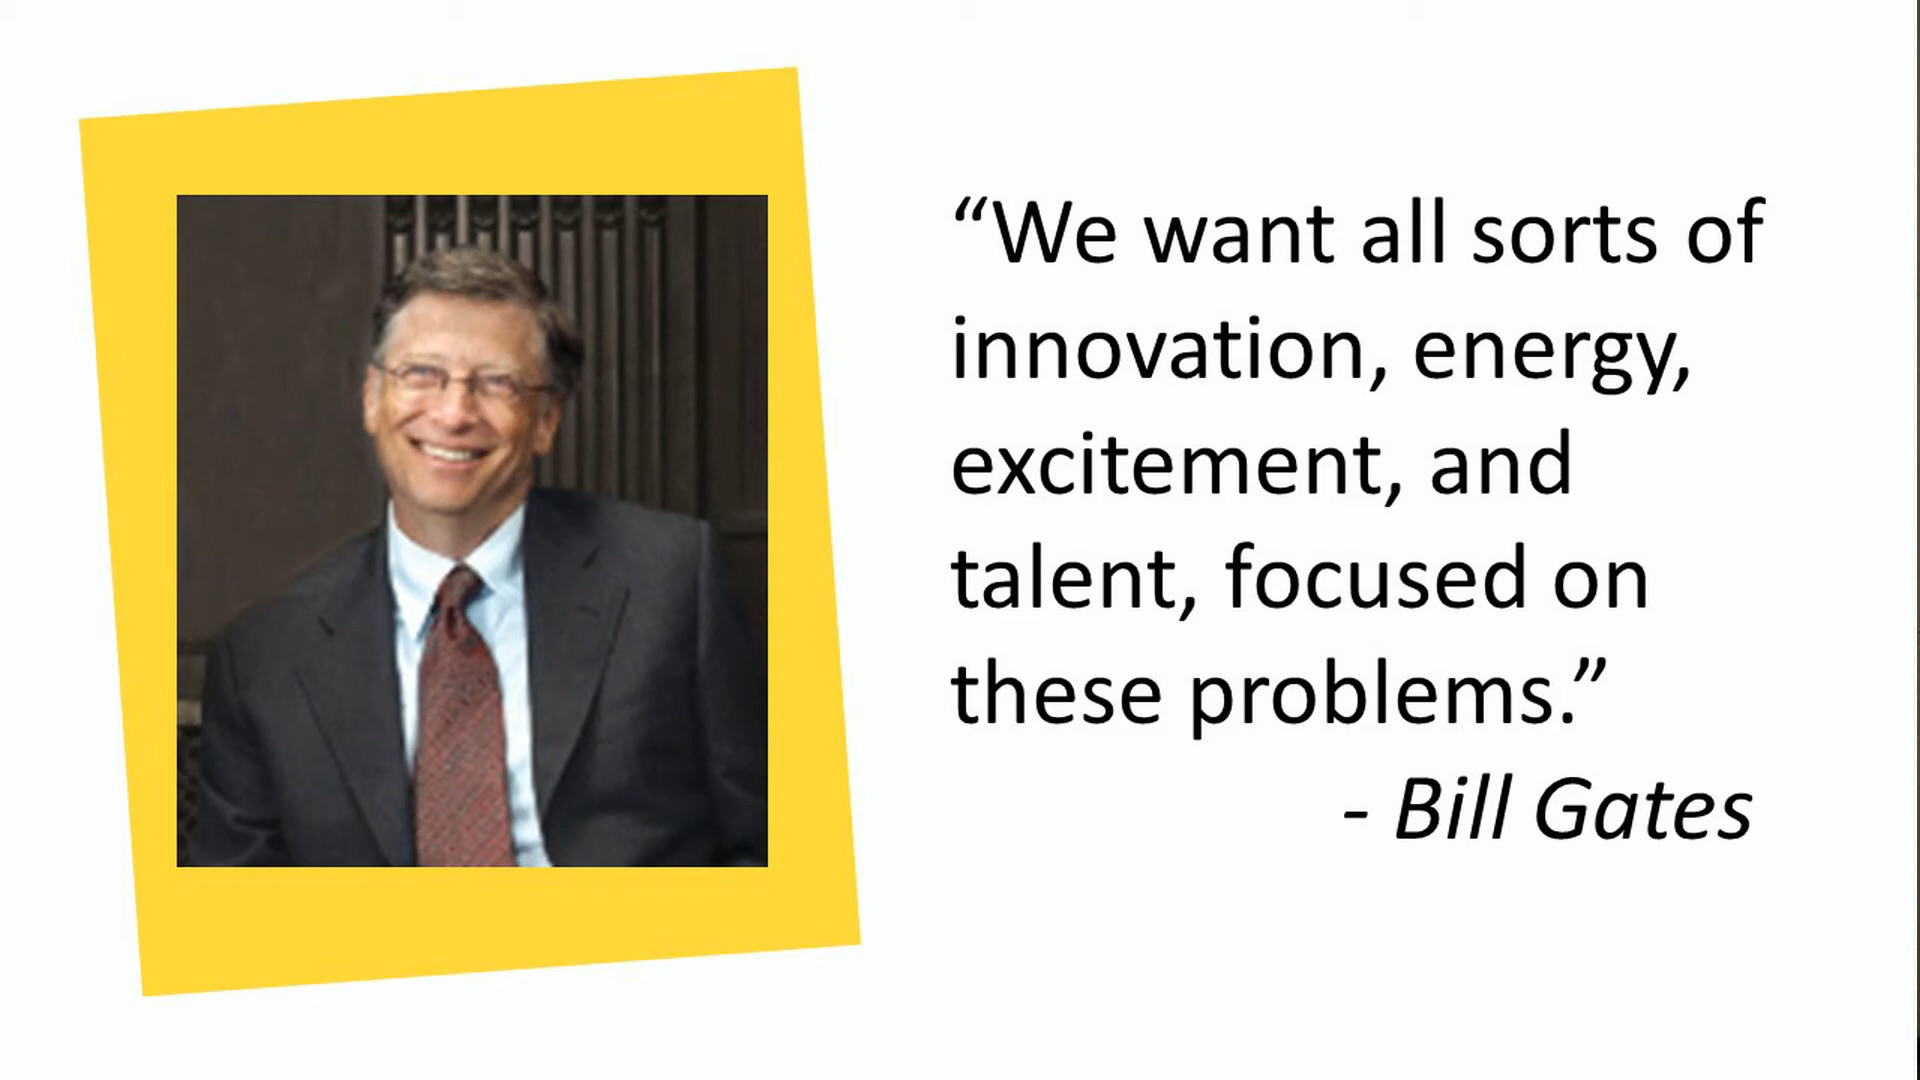 “We want all sorts of
innovation, energy,
excitement, and
talent, focused on
these problems.”
- Bill Gates